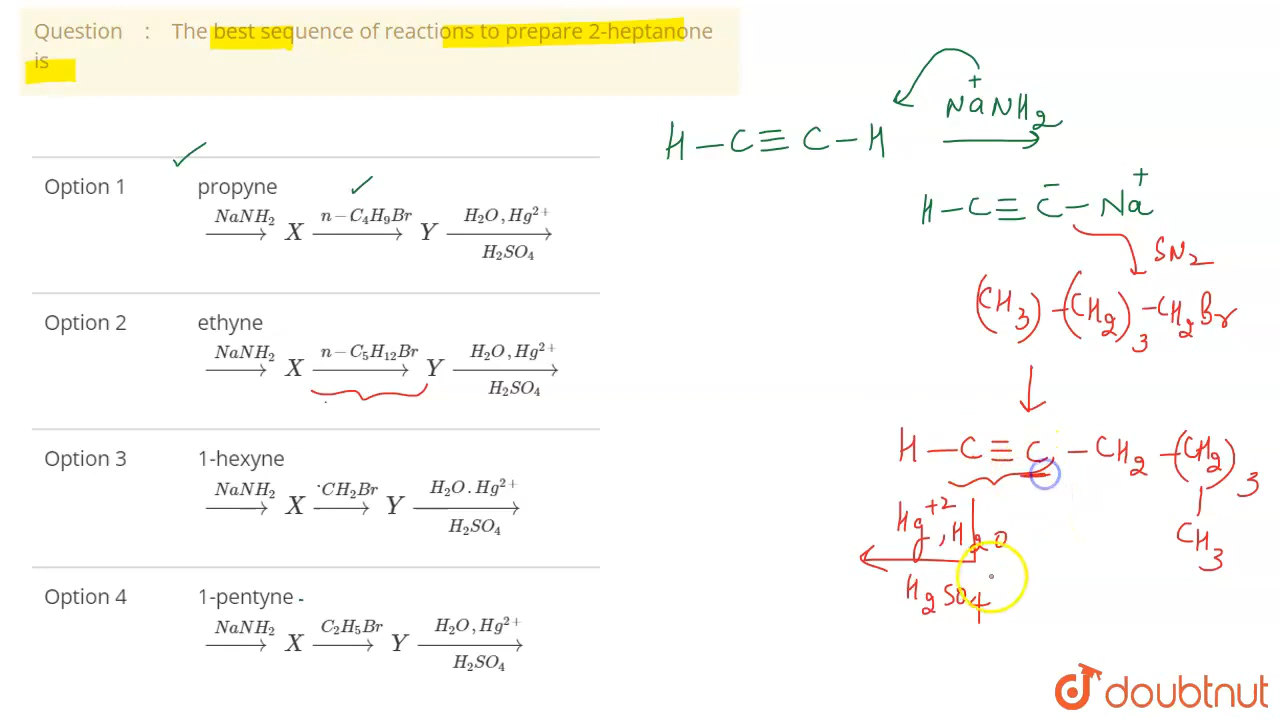 Question : The best sequence of reactions to prepare 2-heptanone
is
Option 1 propyne
NaNH2 X n−C4H9Br Y H2O,Hg2+
H2SO4
Option 2 ethyne
NaNH2 X n−C5H12Br Y H2O,Hg2+
H2SO4
Option 3 1-hexyne
NaNH2 X ·CH2Br Y H2O.Hg2+
H2SO4
Option 4 1-pentyne
NaNH2 X C2H5Br Y H2O,Hg2+
H2SO4
+
NaNH2
H−C≡C−H
+
H−C≡C̄−Na
SN2
(CH3)−(CH2)3−CH2Br
H−C≡C−CH2−(CH2)3
CH3
Hg+2,H2O
H2SO4
doubtnut